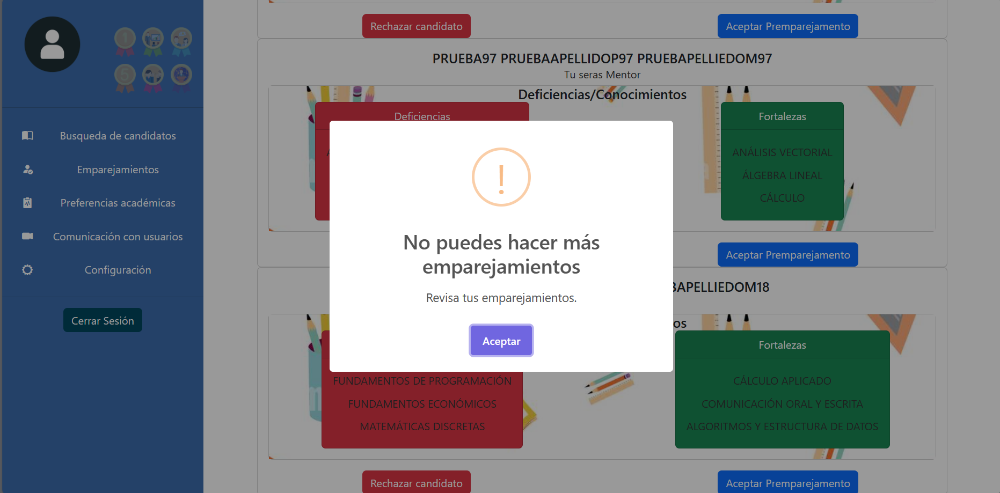 Rechazar candidato
Aceptar Premparejamento
PRUEBA97 PRUEBAAPELLIDOP97 PRUEBAPELLIEDOM97
Tu seras Mentor
Deficiencias/Conocimientos
Deficiencias
Fortalezas
ANÁLISIS VECTORIAL
ÁLGEBRA LINEAL
CÁLCULO
Aceptar Premparejamento
No puedes hacer más
emparejamientos
Revisa tus emparejamientos.
Aceptar
BAPELLIEDOM18
os
Fortalezas
FUNDAMENTOS DE PROGRAMACIÓN
FUNDAMENTOS ECONÓMICOS
MATEMÁTICAS DISCRETAS
CÁLCULO APLICADO
COMUNICACIÓN ORAL Y ESCRITA
ALGORITMOS Y ESTRUCTURA DE DATOS
Rechazar candidato
Aceptar Premparejamento
Busqueda de candidatos
Emparejamientos
Preferencias académicas
Comunicación con usuarios
Configuración
Cerrar Sesión